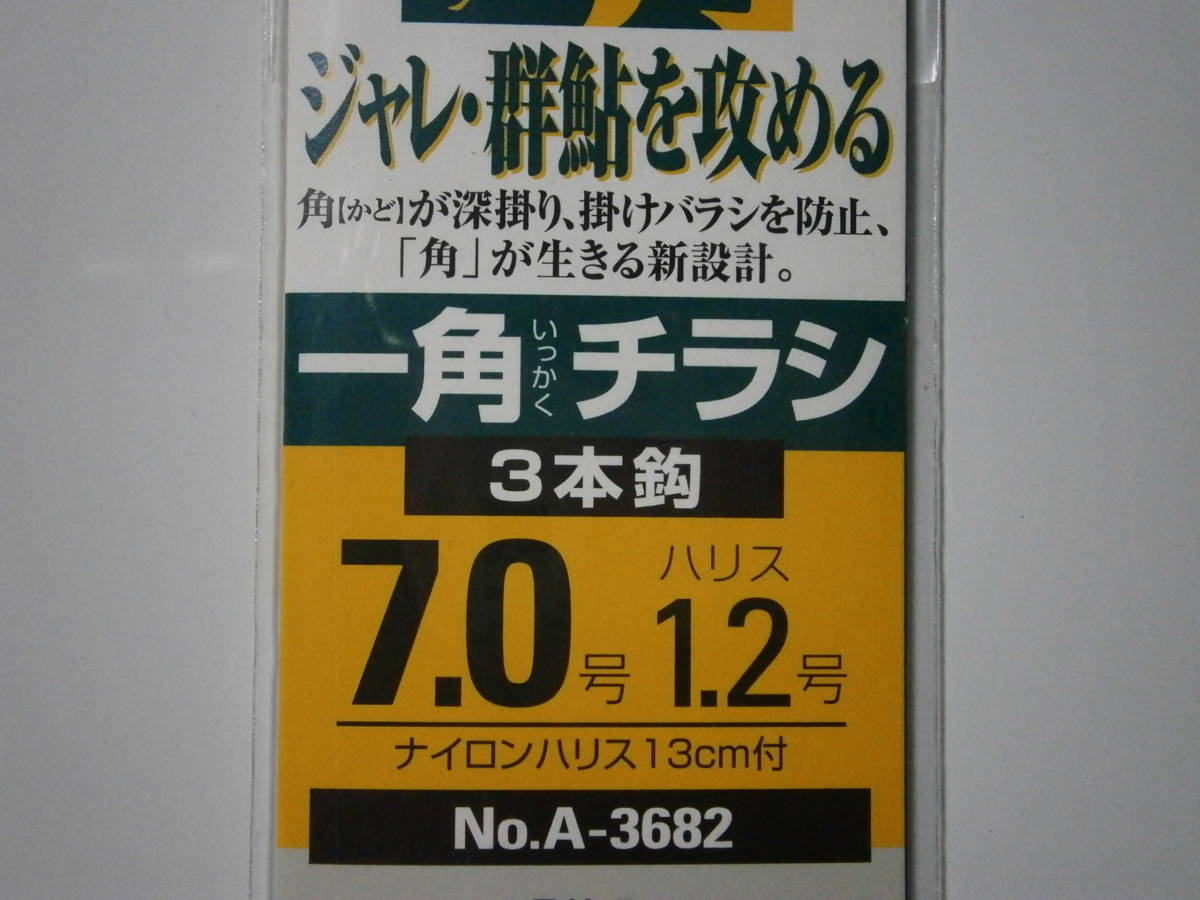 ジャレ・群鮎を攻める
角【かど】が深掛り、掛けバラシを防止、
「角」が生きる新設計。
一角いっかくチラシ
3本鈎
7.0号 ハリス1.2号
ナイロンハリス13cm付
No.A-3682